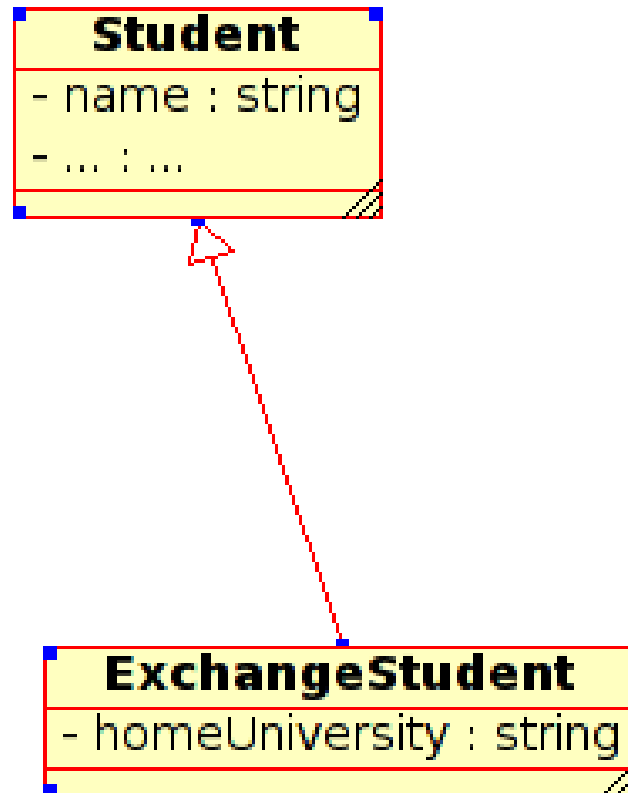 Student
- name : string
- ... : ...
ExchangeStudent
- homeUniversity : string